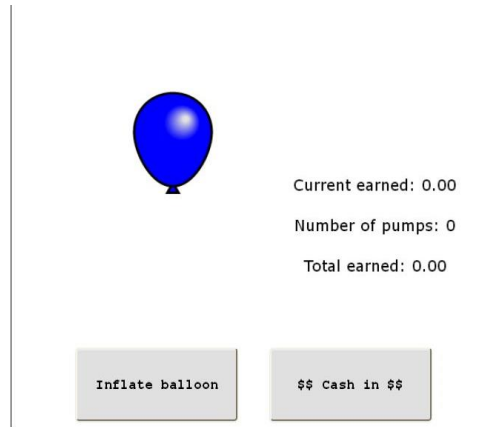 Current earned: 0.00
Number of pumps: 0
Total earned: 0.00
Inflate balloon
$$ Cash in $$